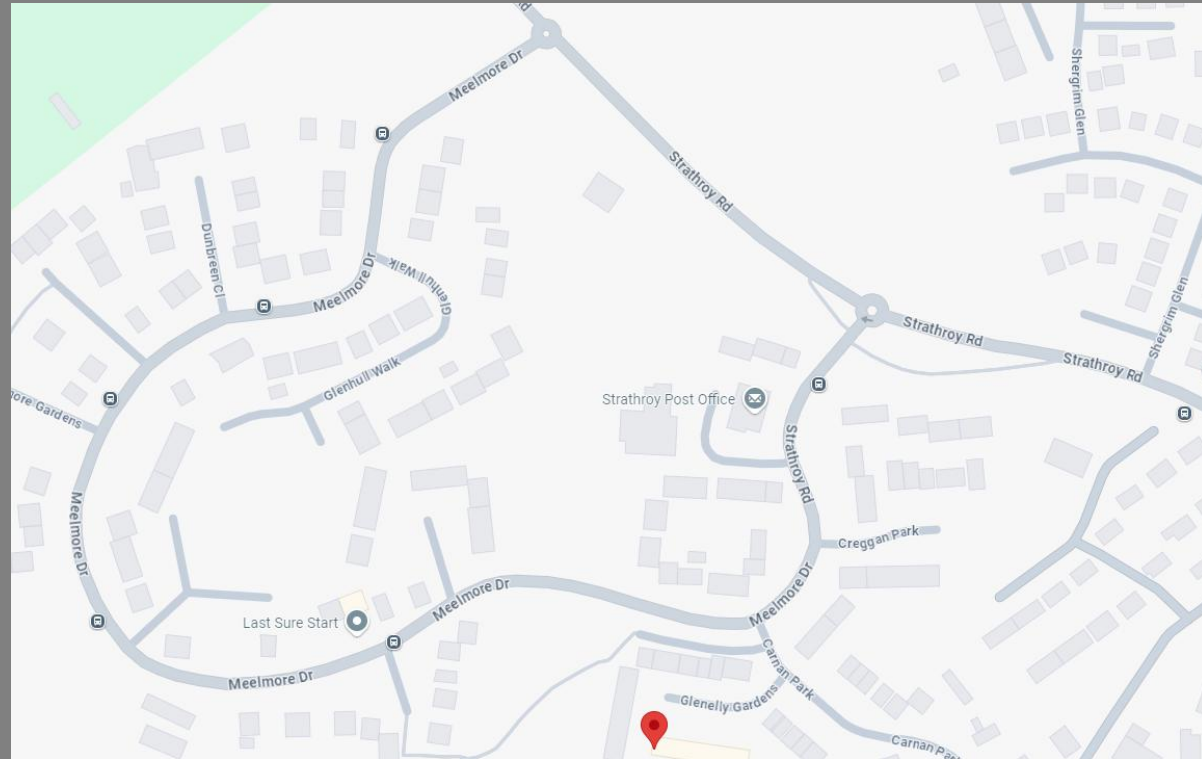 Rd
Meelmore Dr
Strathroy Rd
Shergrim Glen
Dunbreen Cl
Meelmore Dr
Glenhull Walk
Strathroy Rd
Shergrim Glen
Strathroy Rd
Glenhull Walk
Strathroy Post Office
ore Gardens
Strathroy Rd
Meelmore Dr
Creggan Park
Meelmore Dr
Meelmore Dr
Last Sure Start
Meelmore Dr
Carnan Park
Glenelly Gardens
Carnan Par